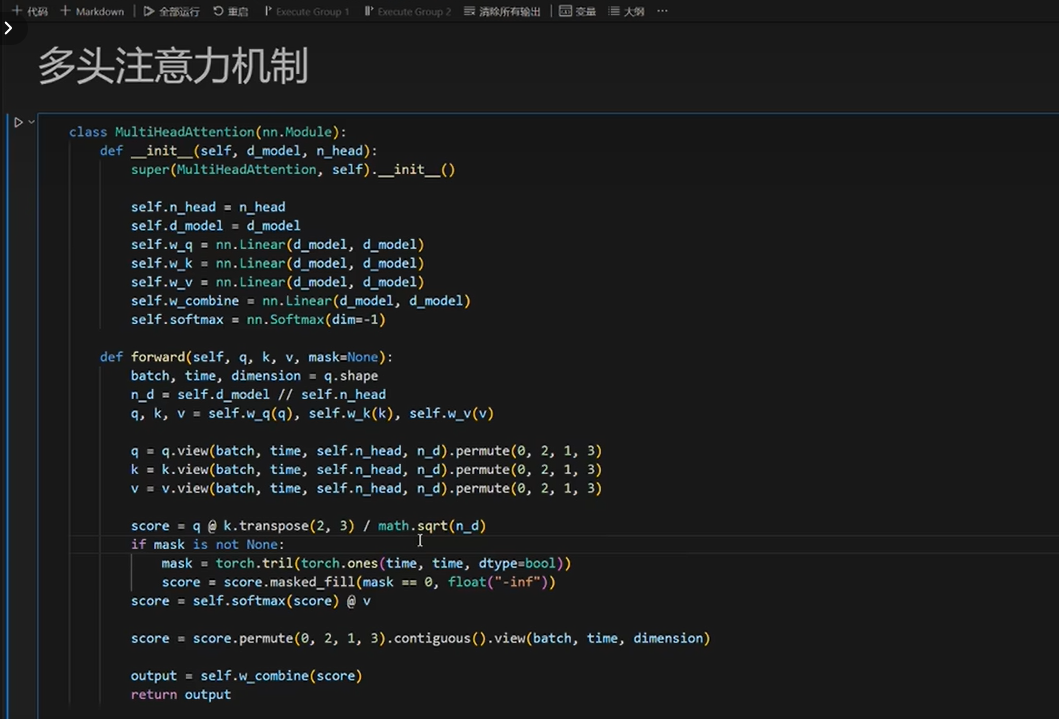 + 代码 + Markdown 全部运行 重启 Execute Group 1 Execute Group 2 清除所有输出 变量 大纲 ...
多头注意力机制
class MultiHeadAttention(nn.Module):
    def __init__(self, d_model, n_head):
        super(MultiHeadAttention, self).__init__()
        self.n_head = n_head
        self.d_model = d_model
        self.w_q = nn.Linear(d_model, d_model)
        self.w_k = nn.Linear(d_model, d_model)
        self.w_v = nn.Linear(d_model, d_model)
        self.w_combine = nn.Linear(d_model, d_model)
        self.softmax = nn.Softmax(dim=-1)
    def forward(self, q, k, v, mask=None):
        batch, time, dimension = q.shape
        n_d = self.d_model // self.n_head
        q, k, v = self.w_q(q), self.w_k(k), self.w_v(v)
        q = q.view(batch, time, self.n_head, n_d).permute(0, 2, 1, 3)
        k = k.view(batch, time, self.n_head, n_d).permute(0, 2, 1, 3)
        v = v.view(batch, time, self.n_head, n_d).permute(0, 2, 1, 3)
        score = q @ k.transpose(2, 3) / math.sqrt(n_d)
        if mask is not None:
            mask = torch.tril(torch.ones(time, time, dtype=bool))
            score = score.masked_fill(mask == 0, float("-inf"))
        score = self.softmax(score) @ v
        score = score.permute(0, 2, 1, 3).contiguous().view(batch, time, dimension)
        output = self.w_combine(score)
        return output